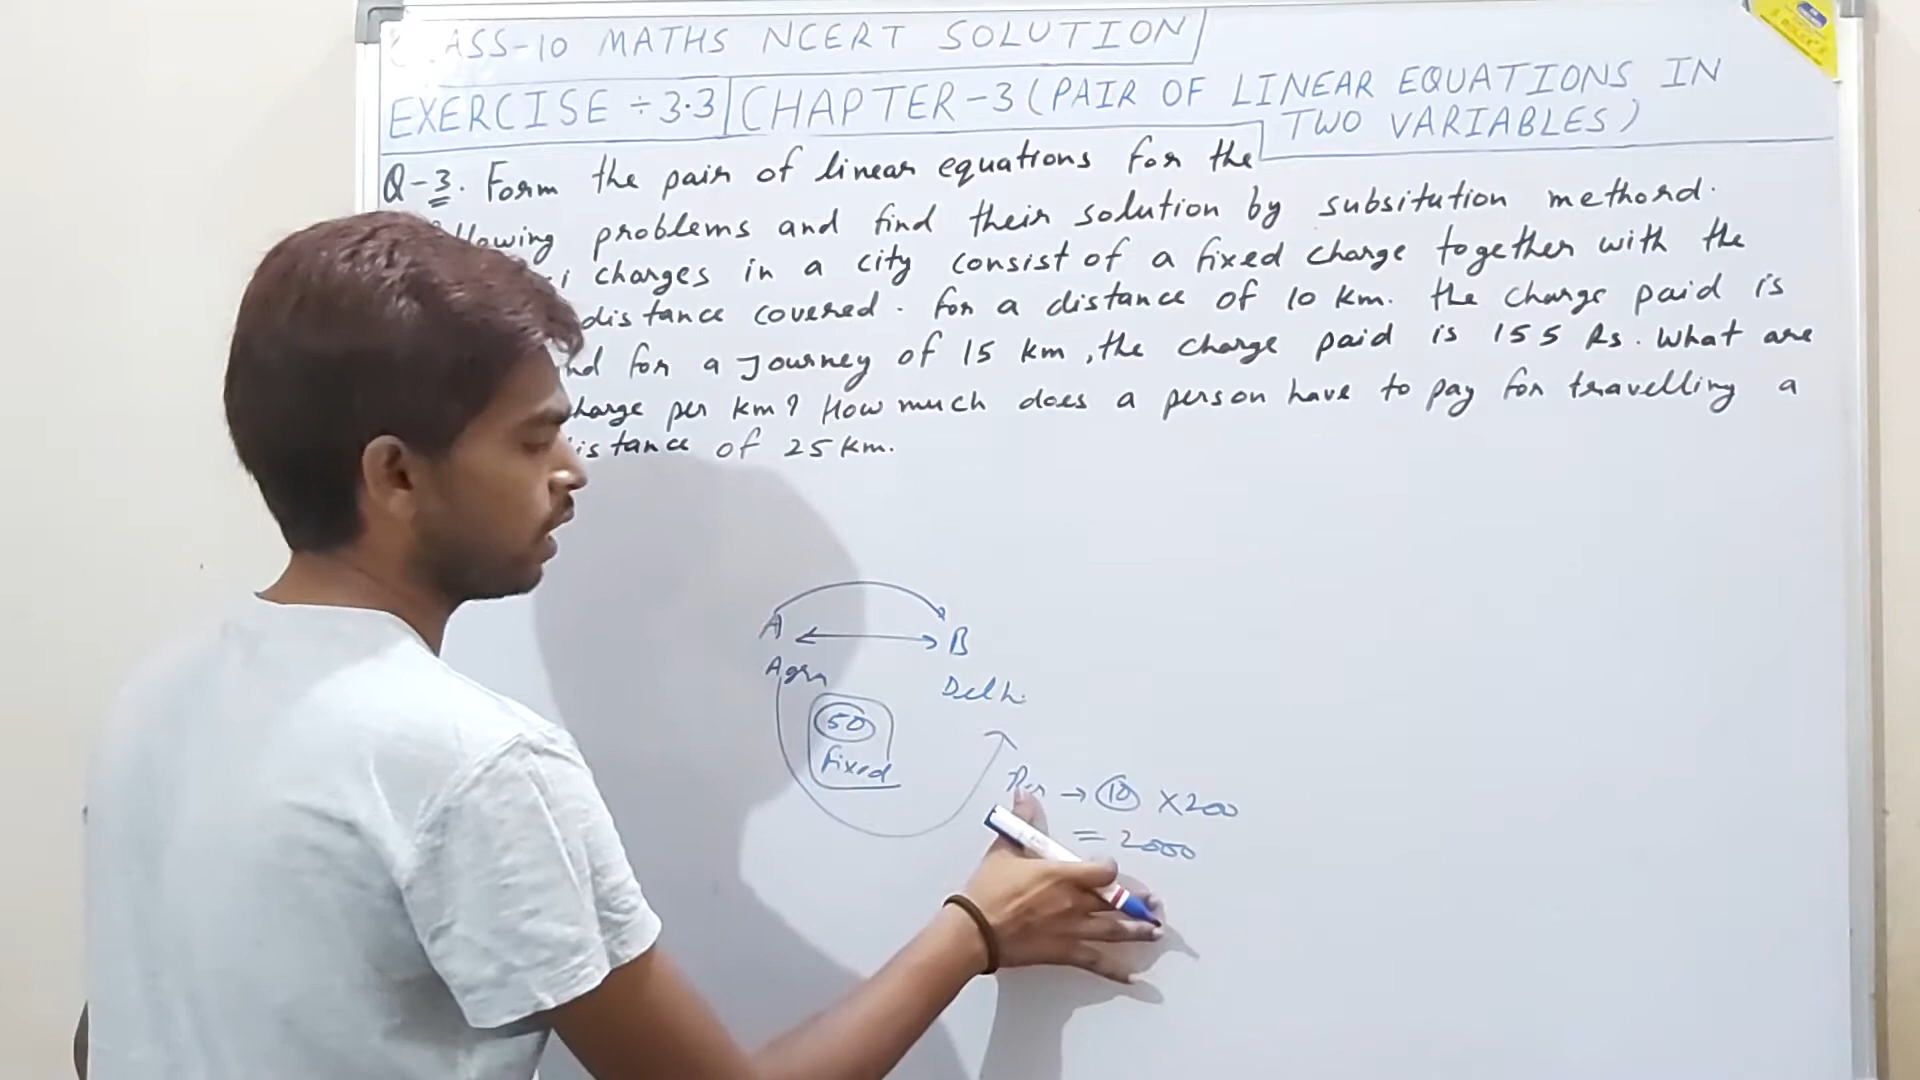 ASS-10 MATHS NCERT SOLUTION
EXERCISE ÷ 3.3 CHAPTER-3 (PAIR OF LINEAR EQUATIONS IN
TWO VARIABLES)
Q-3. Form the pair of linear equations for the
llowing problems and find their solution by subsitution methord.
i charges in a city consist of a fixed charge together with the
distance covered. for a distance of 10 km. the charge paid is
nd for a Journey of 15 km, the charge paid is 155 Rs. What are
harge per km? How much does a person have to pay for travelling a
istance of 25 km.
A B
Agra Delhi
50
fixed
→ 10 X 200
= 2000